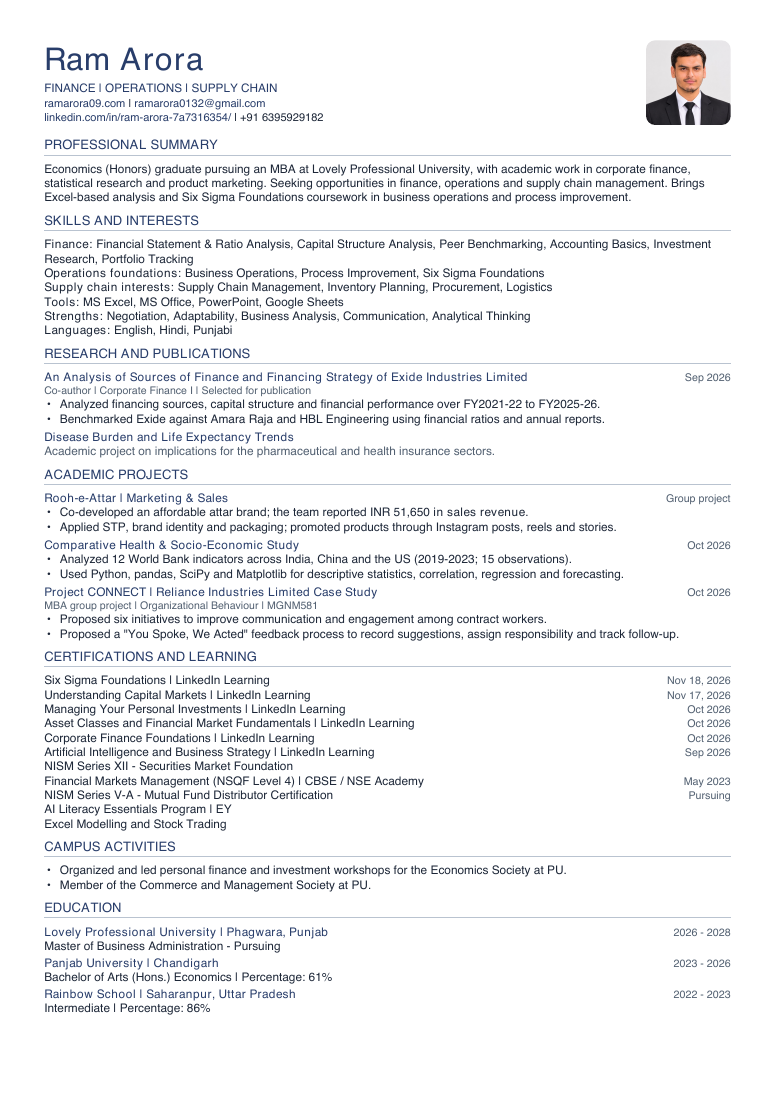 Ram Arora
FINANCE | OPERATIONS | SUPPLY CHAIN
ramarora09.com | ramarora0132@gmail.com
linkedin.com/in/ram-arora-7a7316354/ | +91 6395929182
PROFESSIONAL SUMMARY
Economics (Honors) graduate pursuing an MBA at Lovely Professional University, with academic work in corporate finance,
statistical research and product marketing. Seeking opportunities in finance, operations and supply chain management. Brings
Excel-based analysis and Six Sigma Foundations coursework in business operations and process improvement.
SKILLS AND INTERESTS
Finance: Financial Statement & Ratio Analysis, Capital Structure Analysis, Peer Benchmarking, Accounting Basics, Investment
Research, Portfolio Tracking
Operations foundations: Business Operations, Process Improvement, Six Sigma Foundations
Supply chain interests: Supply Chain Management, Inventory Planning, Procurement, Logistics
Tools: MS Excel, MS Office, PowerPoint, Google Sheets
Strengths: Negotiation, Adaptability, Business Analysis, Communication, Analytical Thinking
Languages: English, Hindi, Punjabi
RESEARCH AND PUBLICATIONS
An Analysis of Sources of Finance and Financing Strategy of Exide Industries Limited Sep 2026
Co-author | Corporate Finance I | Selected for publication
• Analyzed financing sources, capital structure and financial performance over FY2021-22 to FY2025-26.
• Benchmarked Exide against Amara Raja and HBL Engineering using financial ratios and annual reports.
Disease Burden and Life Expectancy Trends
Academic project on implications for the pharmaceutical and health insurance sectors.
ACADEMIC PROJECTS
Rooh-e-Attar | Marketing & Sales Group project
• Co-developed an affordable attar brand; the team reported INR 51,650 in sales revenue.
• Applied STP, brand identity and packaging; promoted products through Instagram posts, reels and stories.
Comparative Health & Socio-Economic Study Oct 2026
• Analyzed 12 World Bank indicators across India, China and the US (2019-2023; 15 observations).
• Used Python, pandas, SciPy and Matplotlib for descriptive statistics, correlation, regression and forecasting.
Project CONNECT | Reliance Industries Limited Case Study Oct 2026
MBA group project | Organizational Behaviour | MGNM581
• Proposed six initiatives to improve communication and engagement among contract workers.
• Proposed a "You Spoke, We Acted" feedback process to record suggestions, assign responsibility and track follow-up.
CERTIFICATIONS AND LEARNING
Six Sigma Foundations | LinkedIn Learning Nov 18, 2026
Understanding Capital Markets | LinkedIn Learning Nov 17, 2026
Managing Your Personal Investments | LinkedIn Learning Oct 2026
Asset Classes and Financial Market Fundamentals | LinkedIn Learning Oct 2026
Corporate Finance Foundations | LinkedIn Learning Oct 2026
Artificial Intelligence and Business Strategy | LinkedIn Learning Sep 2026
NISM Series XII - Securities Market Foundation
Financial Markets Management (NSQF Level 4) | CBSE / NSE Academy May 2023
NISM Series V-A - Mutual Fund Distributor Certification Pursuing
AI Literacy Essentials Program | EY
Excel Modelling and Stock Trading
CAMPUS ACTIVITIES
• Organized and led personal finance and investment workshops for the Economics Society at PU.
• Member of the Commerce and Management Society at PU.
EDUCATION
Lovely Professional University | Phagwara, Punjab 2026 - 2028
Master of Business Administration - Pursuing
Panjab University | Chandigarh 2023 - 2026
Bachelor of Arts (Hons.) Economics | Percentage: 61%
Rainbow School | Saharanpur, Uttar Pradesh 2022 - 2023
Intermediate | Percentage: 86%